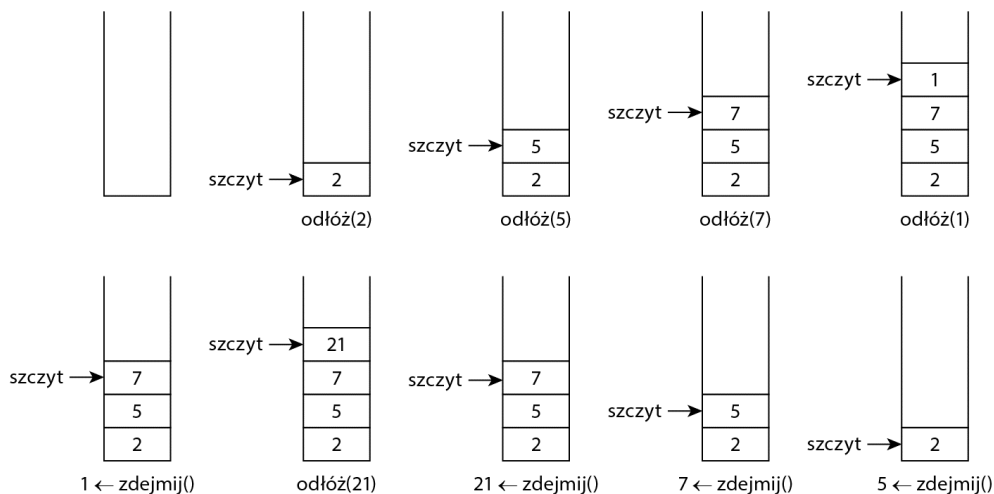 szczyt 2
odłóż(2)
szczyt 5
2
odłóż(5)
szczyt 7
5
2
odłóż(7)
szczyt 1
7
5
2
odłóż(1)
szczyt 7
5
2
1 ← zdejmij()
szczyt 21
7
5
2
odłóż(21)
szczyt 7
5
2
21 ← zdejmij()
szczyt 5
2
7 ← zdejmij()
szczyt 2
5 ← zdejmij()